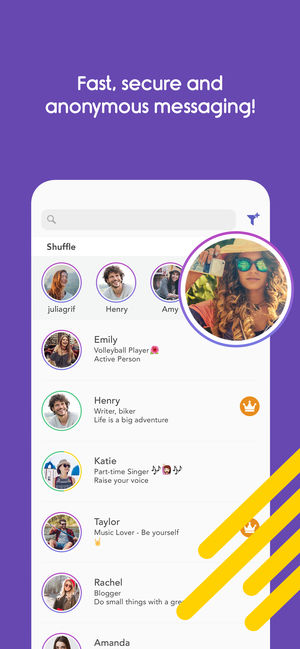 Fast, secure and
anonymous messaging!
Shuffle
juliagrif
Henry
Amy
Emily
Volleyball Player🌺
Active Person
Henry
Writer, biker
Life is a big adventure
Katie
Part-time Singer 🎶👩🏻🎶
Raise your voice
Taylor
Music Lover - Be yourself
🤘
Rachel
Blogger
Do small things with a
Amanda